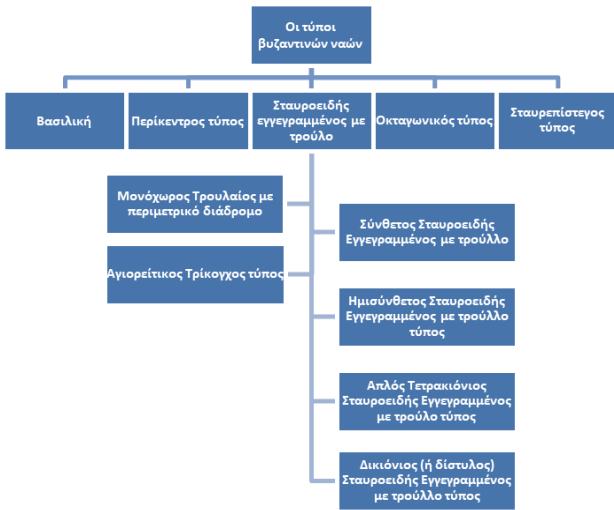 Οι τύποι
βυζαντινών ναών
Βασιλική
Περίκεντρος τύπος
Σταυροειδής
εγγεγραμμένος με
τρούλο
Οκταγωνικός τύπος
Σταυρεπίστεγος
τύπος
Μονόχωρος Τρουλαίος με
περιμετρικό διάδρομο
Αγιορείτικος Τρίκογχος τύπος
Σύνθετος Σταυροειδής
Εγγεγραμμένος με τρούλλο
Ημισύνθετος Σταυροειδής
Εγγεγραμμένος με τρούλλο
τύπος
Απλός Τετρακιόνιος
Σταυροειδής Εγγεγραμμένος
με τρούλο τύπος
Δικιόνιος (ή δίστυλος)
Σταυροειδής Εγγεγραμμένος
με τρούλλο τύπος